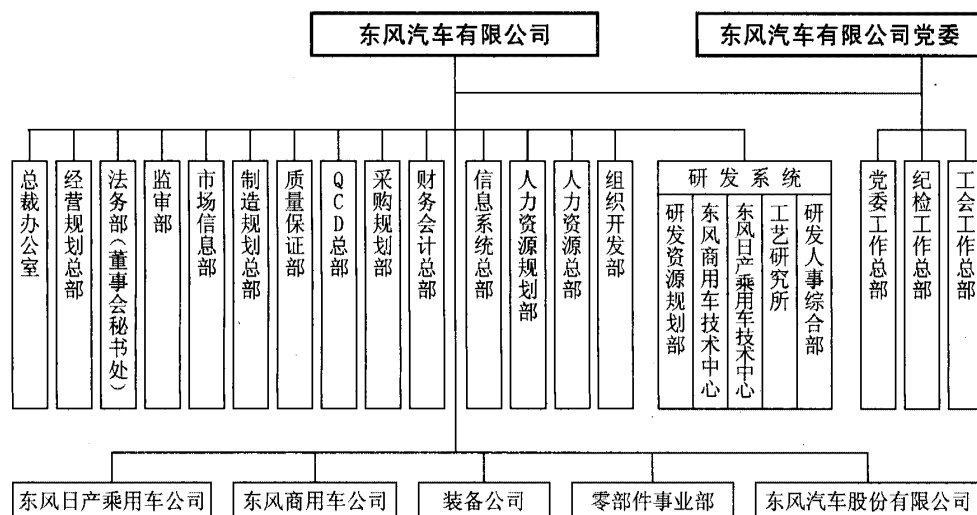 东风汽车有限公司
东风汽车有限公司党委
总裁办公室
经营规划总部
法务部(董事会秘书处)
监审部
市场信息部
制造规划总部
质量保证部
QCD总部
采购规划部
财务会计总部
信息系统总部
人力资源规划部
人力资源总部
组织开发部
研发系统
研发资源规划部
东风商用车技术中心
东风日产乘用车技术中心
工艺研究所
研发人事综合部
党委工作总部
纪检工作总部
工会工作总部
东风日产乘用车公司
东风商用车公司
装备公司
零部件事业部
东风汽车股份有限公司